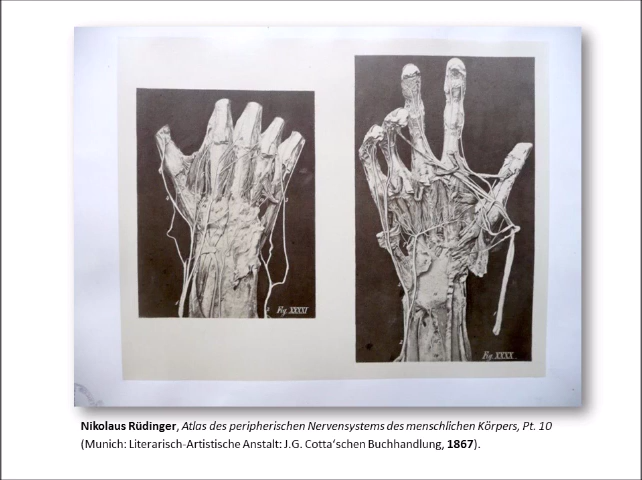 Fig. XXXXI
Fig. XXXX
Nikolaus Rüdinger, Atlas des peripherischen Nervensystems des menschlichen Körpers, Pt. 10
(Munich: Literarisch-Artistische Anstalt: J.G. Cotta‘schen Buchhandlung, 1867).